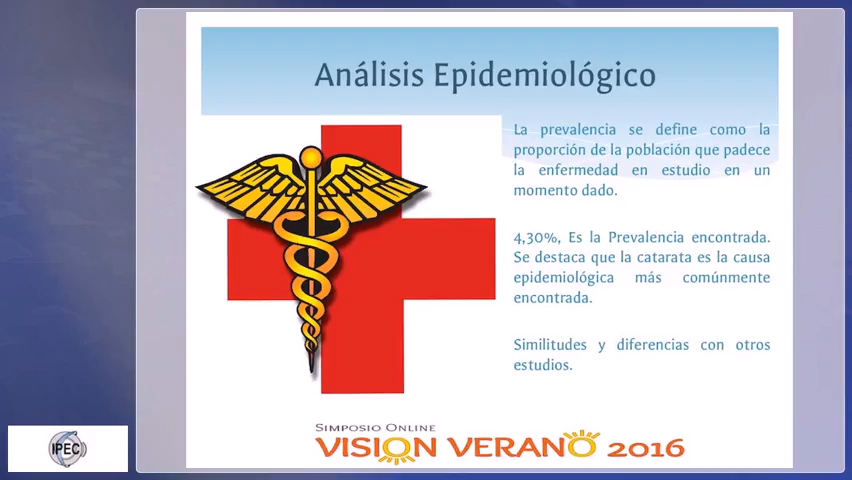 Análisis Epidemiológico
La prevalencia se define como la
proporción de la población que padece
la enfermedad en estudio en un
momento dado.
4,30%, Es la Prevalencia encontrada.
Se destaca que la catarata es la causa
epidemiológica más comúnmente
encontrada.
Similitudes y diferencias con otros
estudios.
Simposio Online
VISION VERANO 2016
IPEC